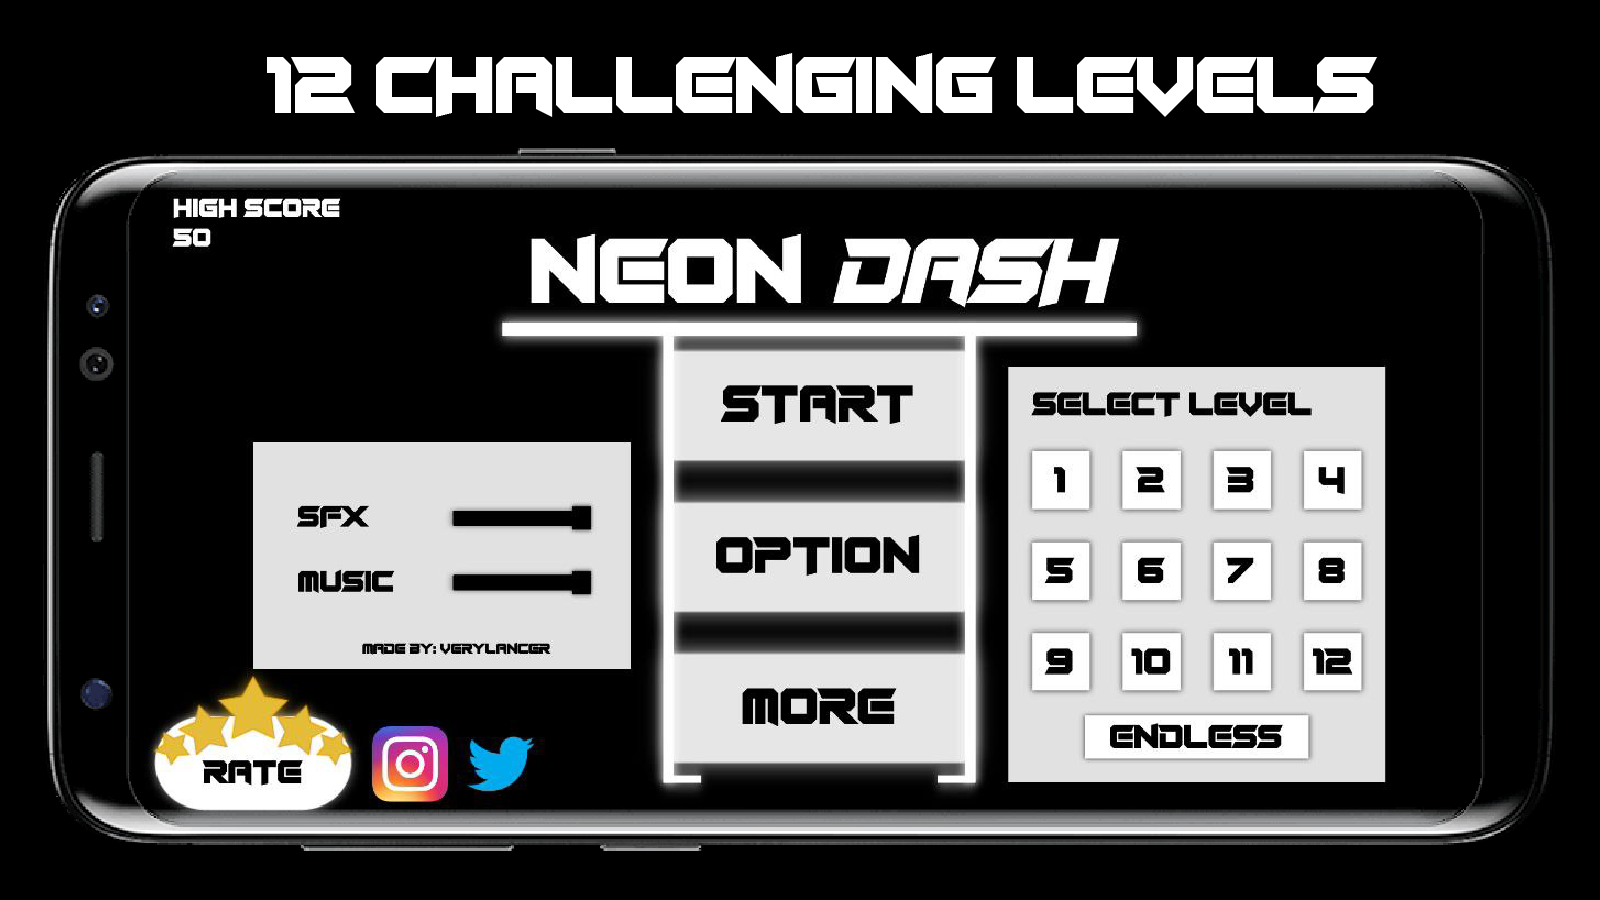 12 CHALLENGING LEVELS
HIGH SCORE
50
NEON DASH
START
OPTION
MORE
SFX
MUSIC
MADE BY: VERYLANCER
RATE
SELECT LEVEL
1 2 3 4
5 6 7 8
9 10 11 12
ENDLESS